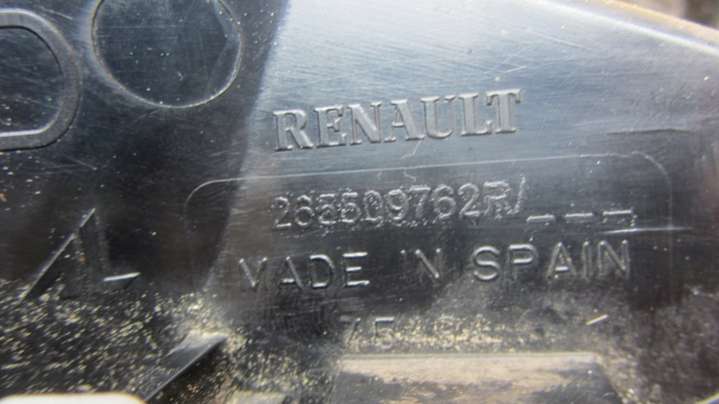 RENAULT
265509762R/_ _ _
MADE IN SPAIN